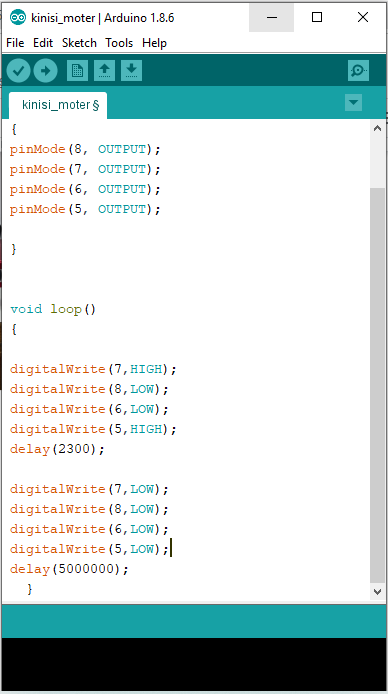 kinisi_moter | Arduino 1.8.6
File Edit Sketch Tools Help
kinisi_moter §
{
pinMode(8, OUTPUT);
pinMode(7, OUTPUT);
pinMode(6, OUTPUT);
pinMode(5, OUTPUT);
}
void loop()
{
digitalWrite(7,HIGH);
digitalWrite(8,LOW);
digitalWrite(6,LOW);
digitalWrite(5,HIGH);
delay(2300);
digitalWrite(7,LOW);
digitalWrite(8,LOW);
digitalWrite(6,LOW);
digitalWrite(5,LOW);
delay(5000000);
}